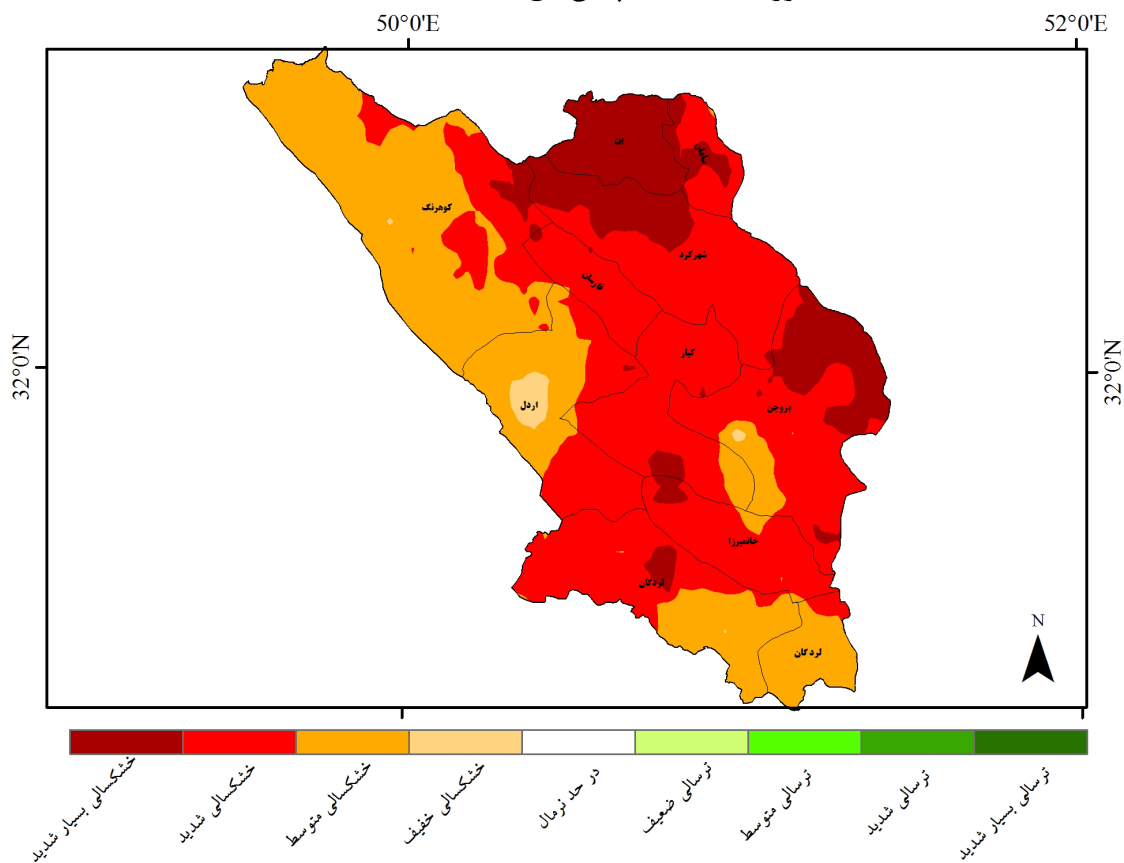 50°0'E
52°0'E
32°0'N
32°0'N
N
بن
سامان
کوهرنگ
شهرکرد
کیار
اردل
بروجن
خانمیرزا
لردگان
لردگان
خشکسالی بسیار شدید
خشکسالی شدید
خشکسالی متوسط
خشکسالی خفیف
در حد نرمال
ترسالی ضعیف
ترسالی متوسط
ترسالی شدید
ترسالی بسیار شدید